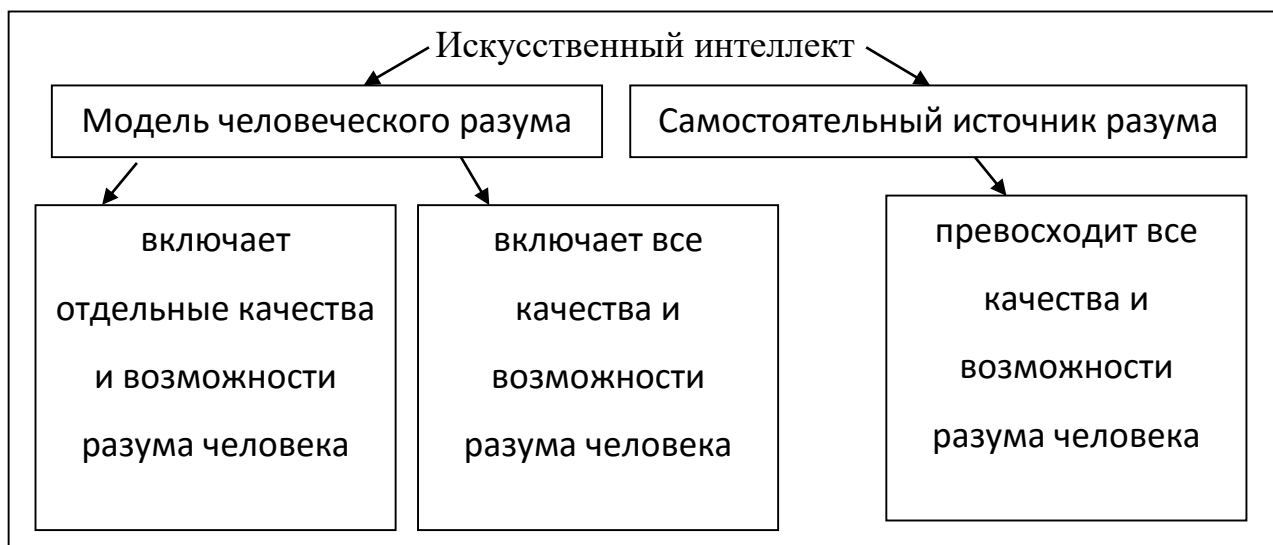 Искусственный интеллект
Модель человеческого разума
Самостоятельный источник разума
включает
отдельные качества
и возможности
разума человека
включает все
качества и
возможности
разума человека
превосходит все
качества и
возможности
разума человека